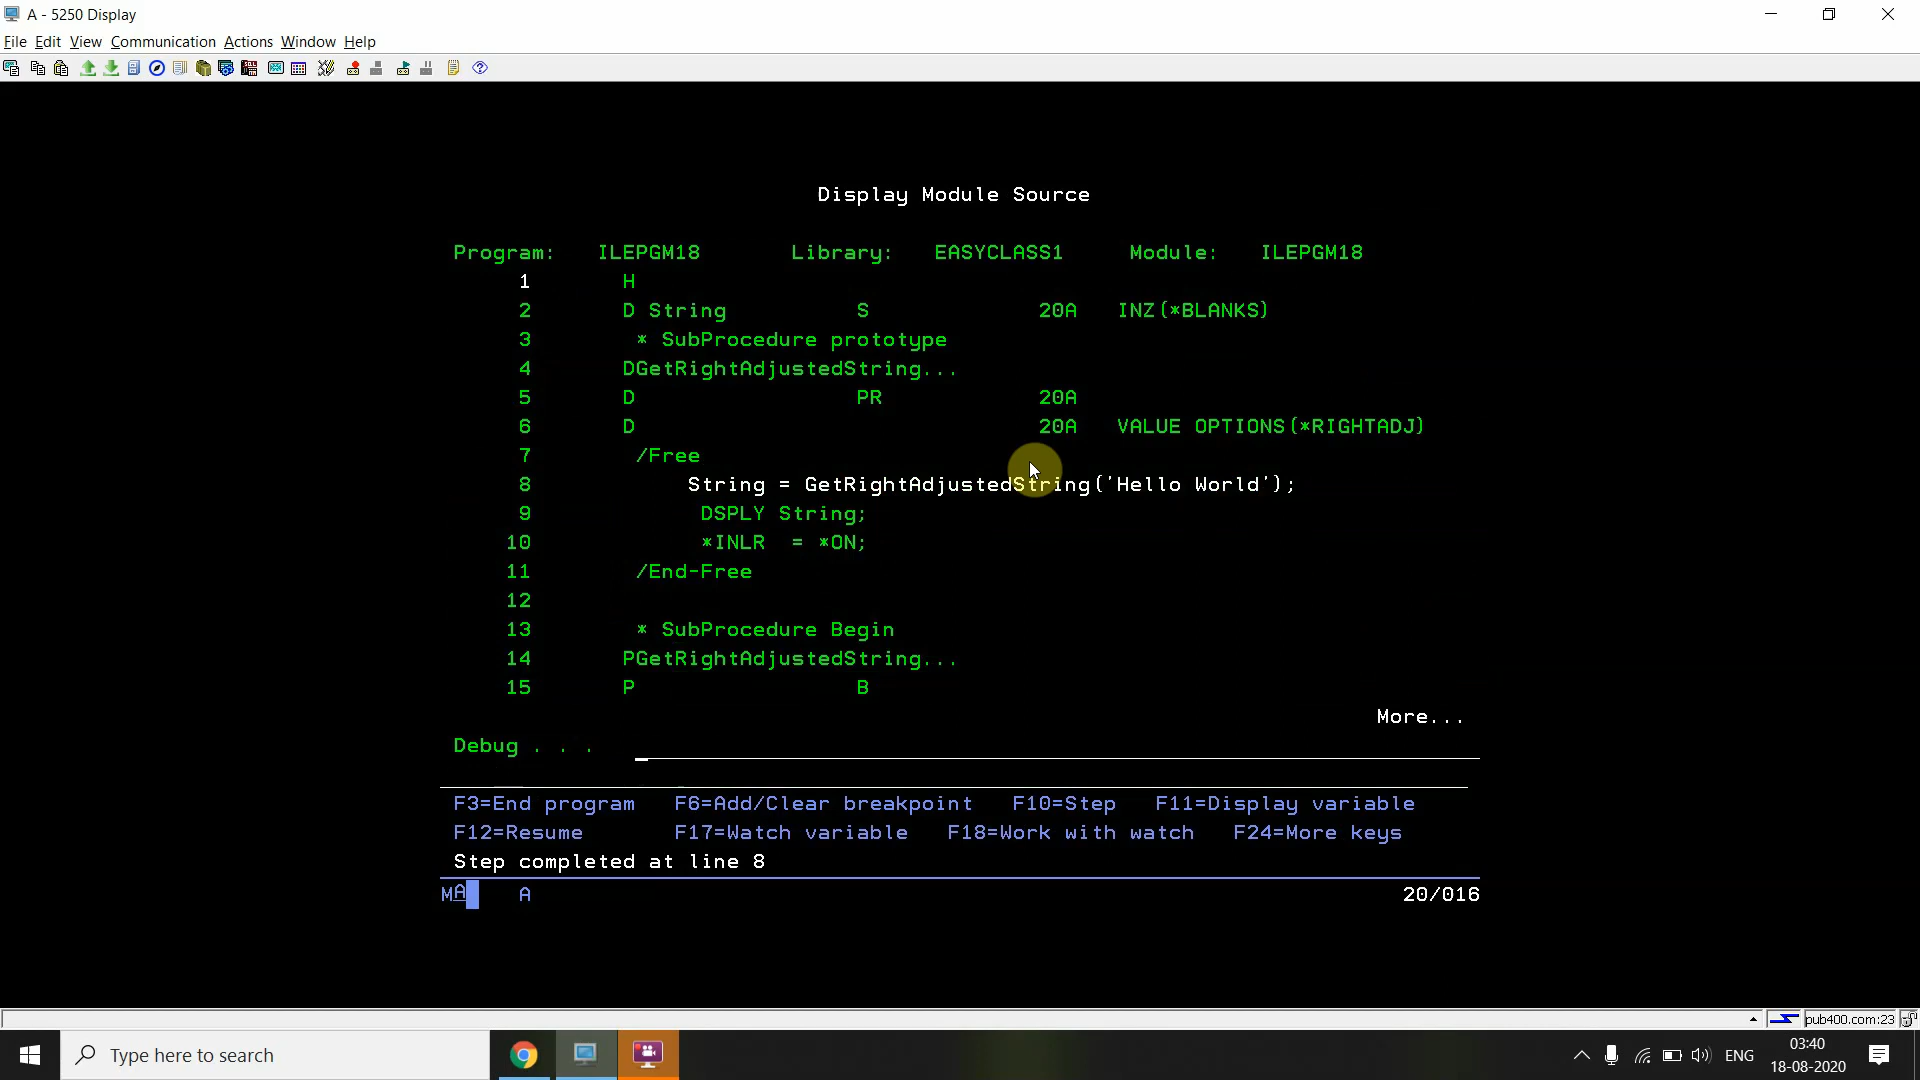 A - 5250 Display
File Edit View Communication Actions Window Help
Display Module Source
Program: ILEPGM18 Library: EASYCLASS1 Module: ILEPGM18
1 H
2 D String S 20A INZ(*BLANKS)
3 * SubProcedure prototype
4 DGetRightAdjustedString...
5 D PR 20A
6 D 20A VALUE OPTIONS(*RIGHTADJ)
7 /Free
8 String = GetRightAdjustedString('Hello World');
9 DSPLY String;
10 *INLR = *ON;
11 /End-Free
12
13 * SubProcedure Begin
14 PGetRightAdjustedString...
15 P B
More...
Debug . . .
F3=End program F6=Add/Clear breakpoint F10=Step F11=Display variable
F12=Resume F17=Watch variable F18=Work with watch F24=More keys
Step completed at line 8
MA A 20/016
pub400.com:23
Type here to search
ENG
03:40
18-08-2020